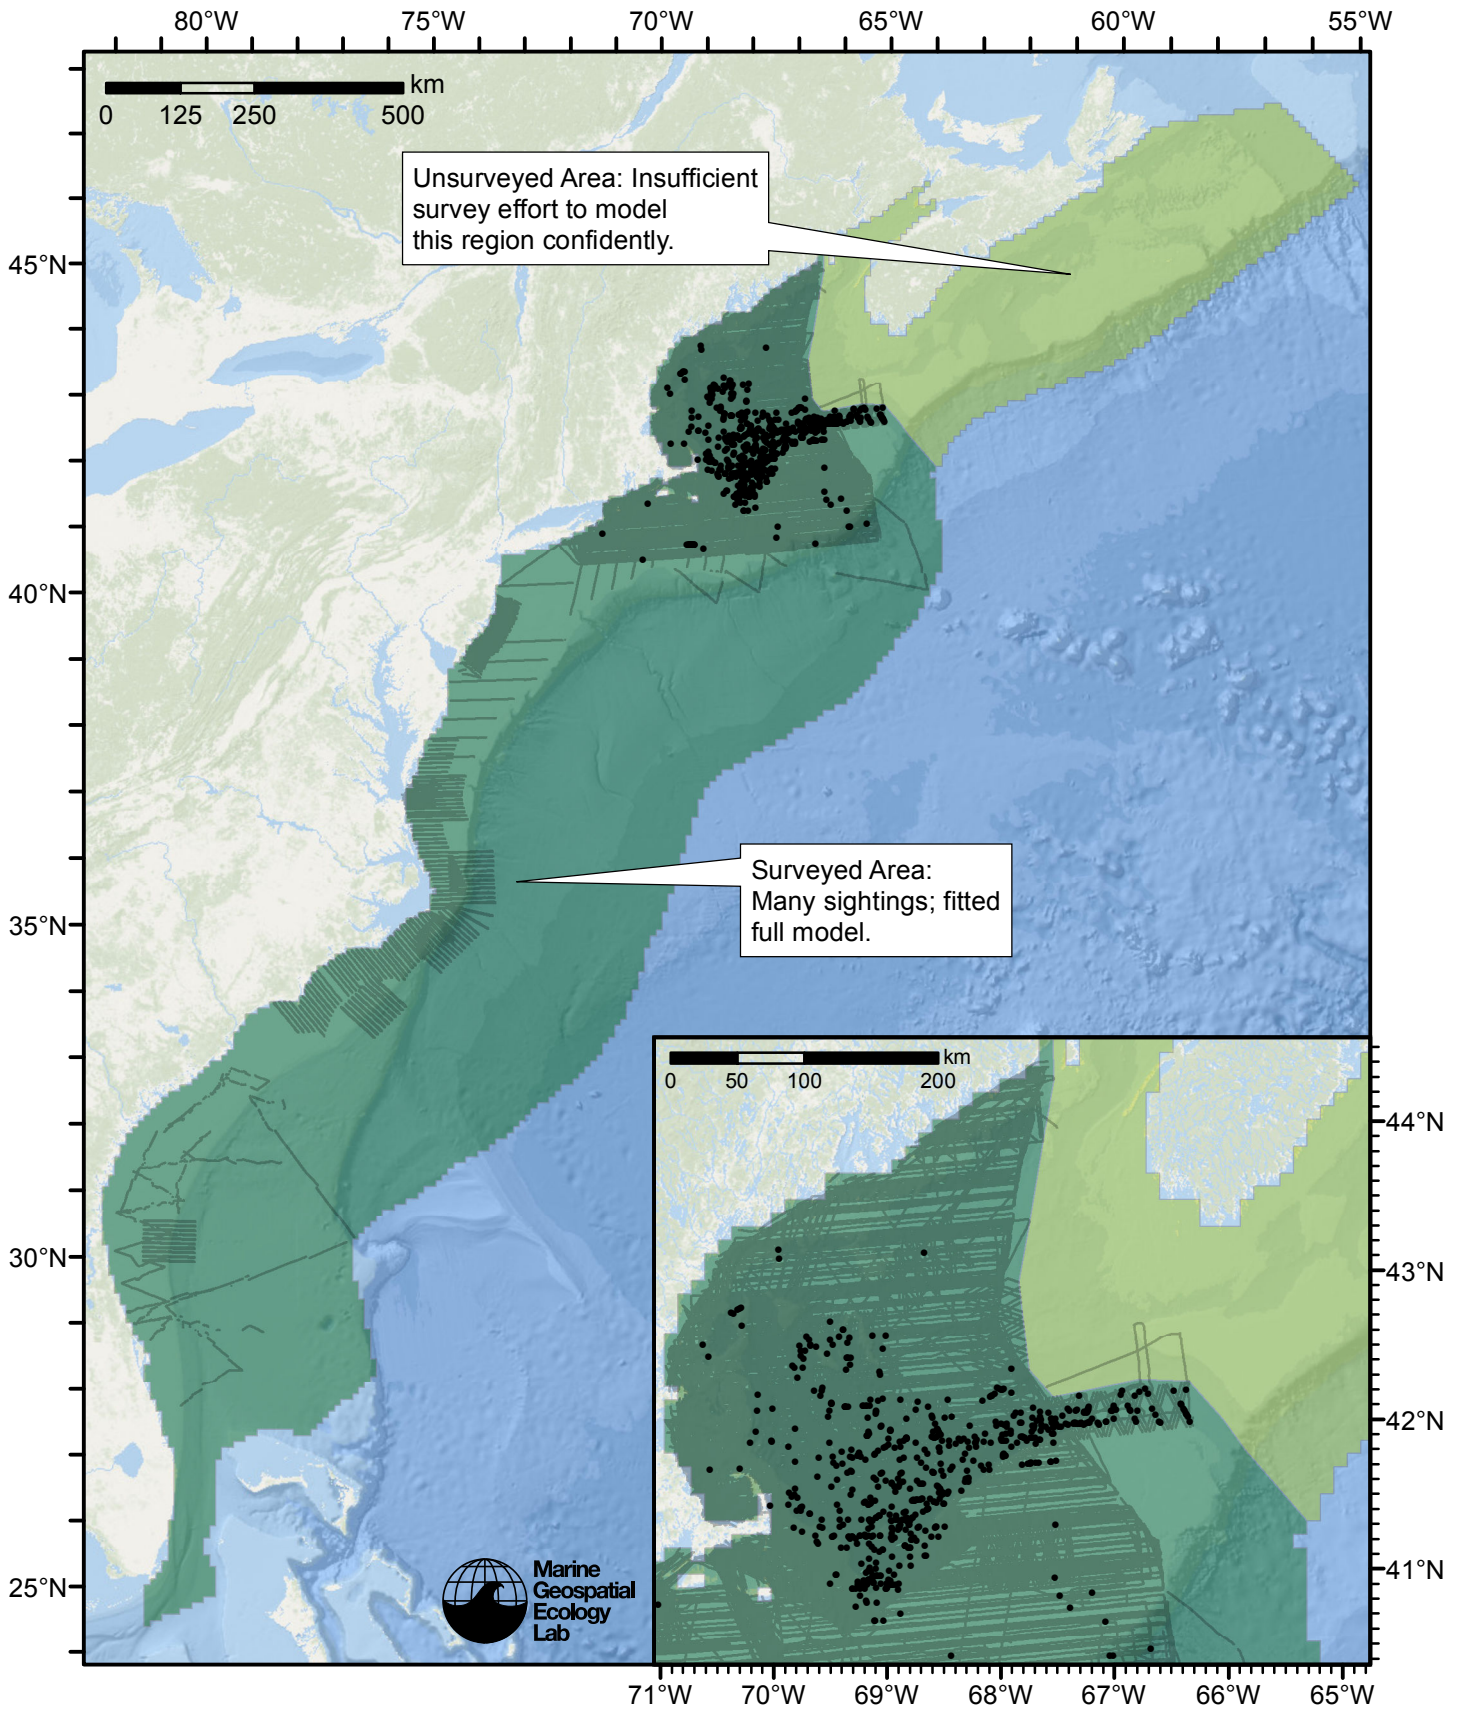 80°W 75°W 70°W 65°W 60°W 55°W
km
0 125 250 500
Unsurveyed Area: Insufficient
survey effort to model
this region confidently.
45°N
40°N
Surveyed Area:
Many sightings; fitted
full model.
35°N
30°N
25°N
km
0 50 100 200
44°N
43°N
42°N
41°N
Marine
Geospatial
Ecology
Lab
71°W 70°W 69°W 68°W 67°W 66°W 65°W